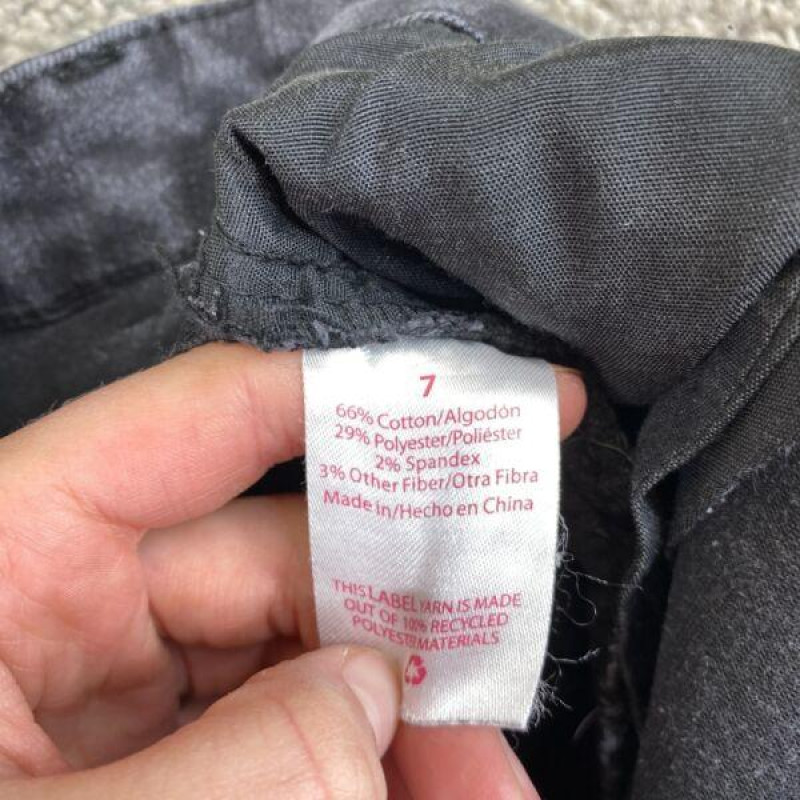 7
66% Cotton/Algodón
29% Polyester/Poliéster
2% Spandex
3% Other Fiber/Otra Fibra
Made in/Hecho en China
THIS LABEL YARN IS MADE
OUT OF 100% RECYCLED
POLYESTER MATERIALS